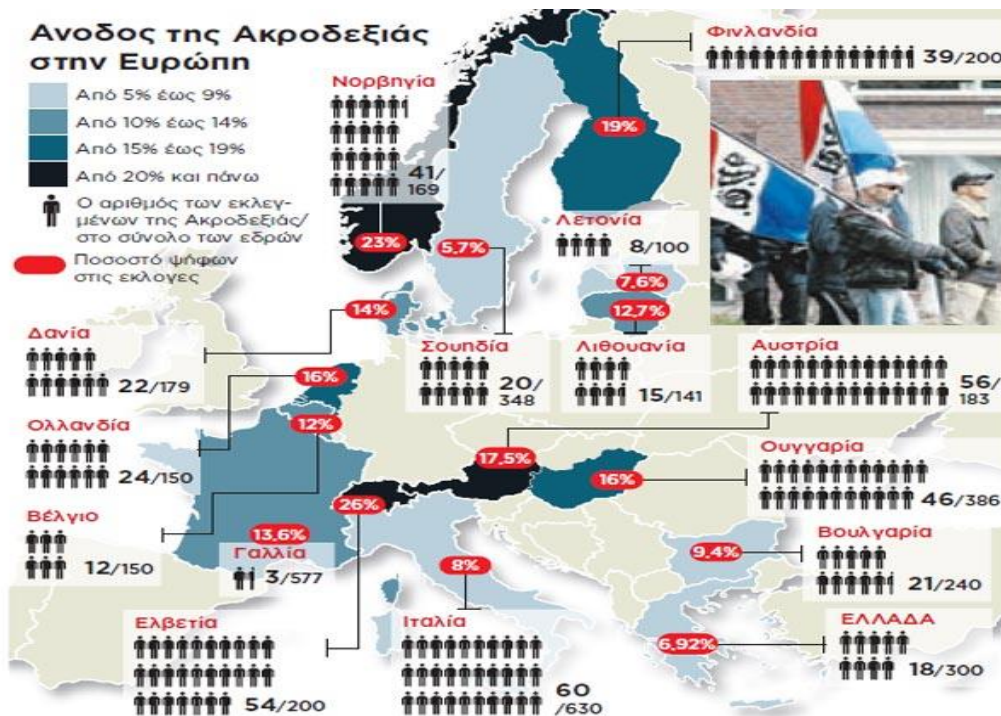 Ανοδος της Ακροδεξιάς
στην Ευρώπη
Από 5% έως 9%
Από 10% έως 14%
Από 15% έως 19%
Από 20% και πάνω
Ο αριθμός των εκλεγ-
μένων της Ακροδεξιάς/
στο σύνολο των εδρών
Ποσοστό ψήφων
στις εκλογες
Νορβηγία
41/
169
23%
Φινλανδία
39/200
19%
5,7%
Λετονία
8/100
7,6%
12,7%
14%
Δανία
22/179
Σουηδία
20/
348
Λιθουανία
15/141
Αυστρία
56/
183
16%
Ολλανδία
24/150
12%
17,5%
Ουγγαρία
46/386
16%
26%
Βέλγιο
12/150
13,6%
Γαλλία
3/577
8%
9,4%
Βουλγαρία
21/240
Ελβετία
54/200
Ιταλία
60
/630
6,92%
ΕΛΛΑΔΑ
18/300